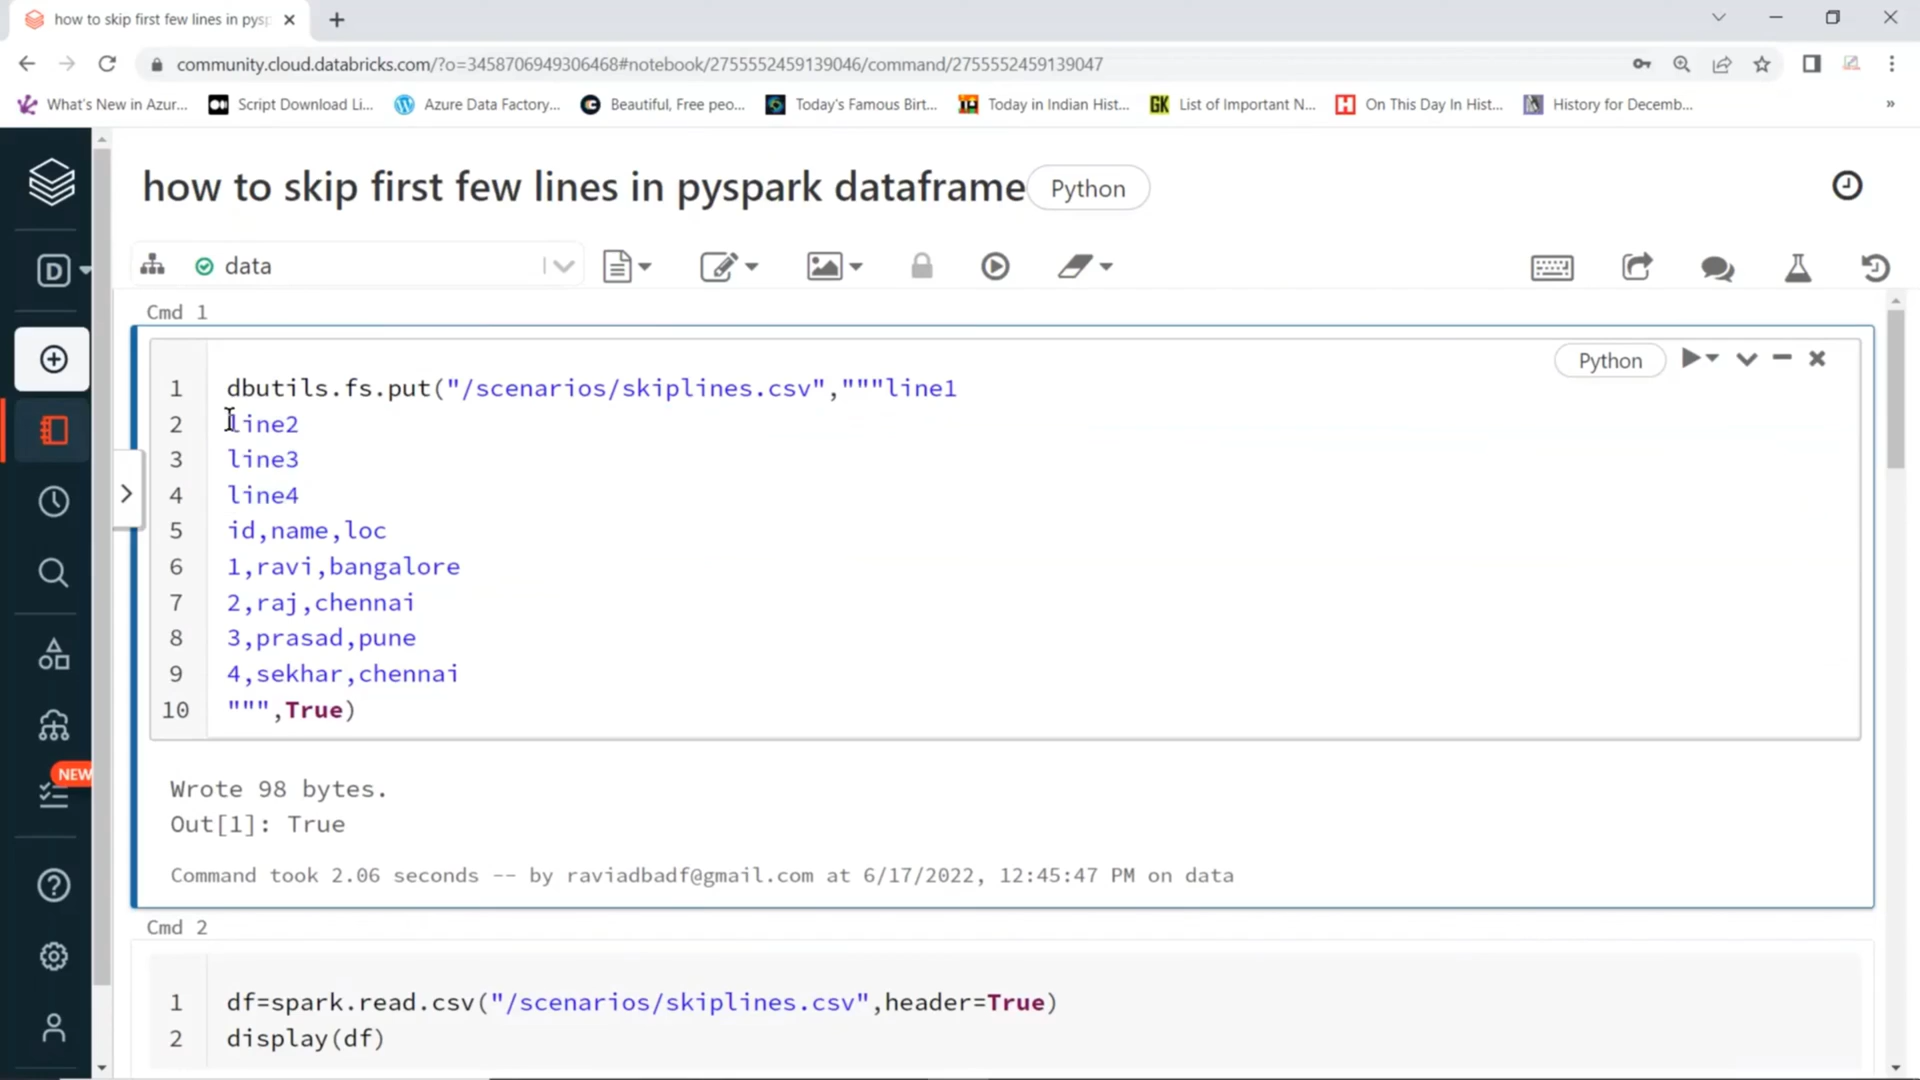 how to skip first few lines in pysp
community.cloud.databricks.com/?o=3458706949306468#notebook/2755552459139046/command/2755552459139047
What's New in Azur...
Script Download Li...
Azure Data Factory...
Beautiful, Free peo...
Today's Famous Birt...
TH Today in Indian Hist...
GK List of Important N...
H On This Day In Hist...
History for Decemb...
»
how to skip first few lines in pyspark dataframe Python
D
data
Cmd 1
Python
1 dbutils.fs.put("/scenarios/skiplines.csv","""line1
2 line2
3 line3
4 line4
5 id,name,loc
6 1,ravi,bangalore
7 2,raj,chennai
8 3,prasad,pune
9 4,sekhar,chennai
10 """,True)
NEW
Wrote 98 bytes.
Out[1]: True
Command took 2.06 seconds -- by raviadbadf@gmail.com at 6/17/2022, 12:45:47 PM on data
Cmd 2
1 df=spark.read.csv("/scenarios/skiplines.csv",header=True)
2 display(df)